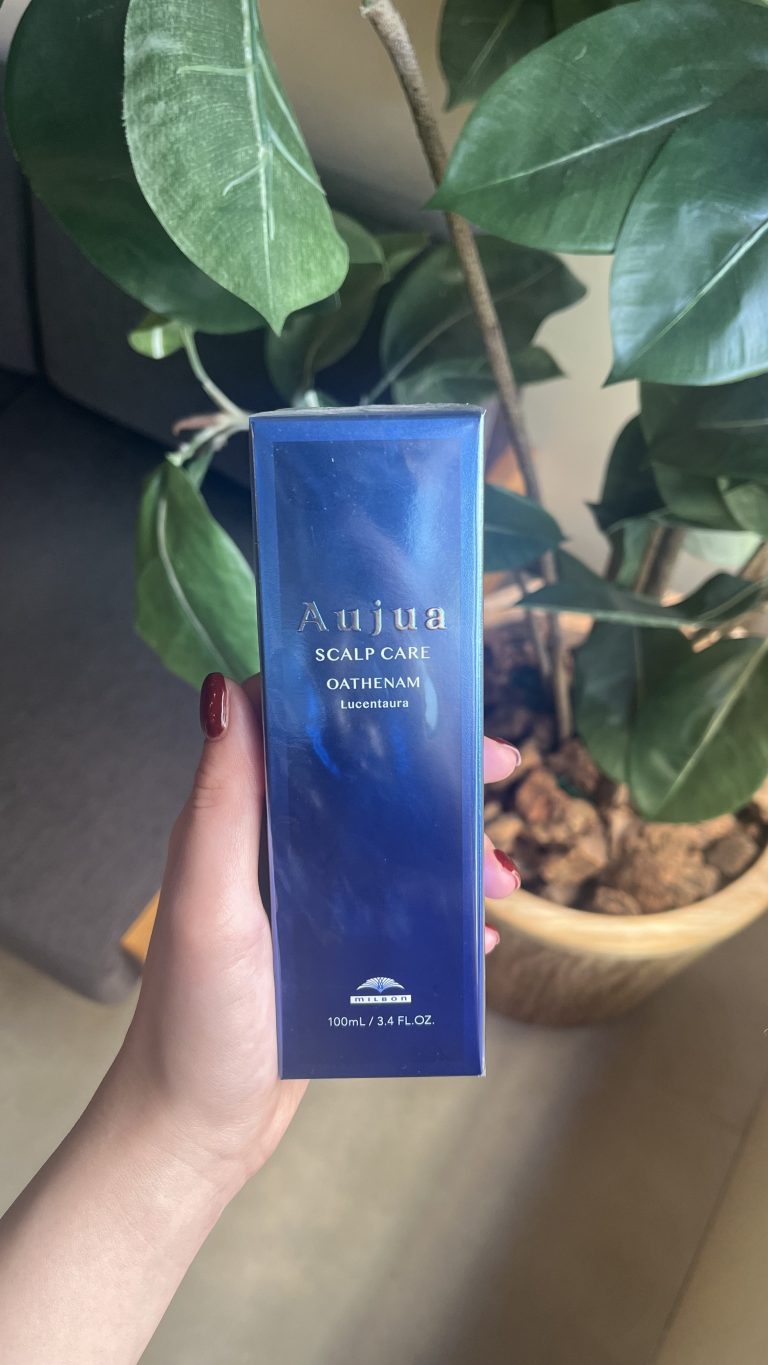 Aujua
SCALP CARE
OATHENAM
Lucentaura
MILBON
100mL / 3.4 FL.OZ.